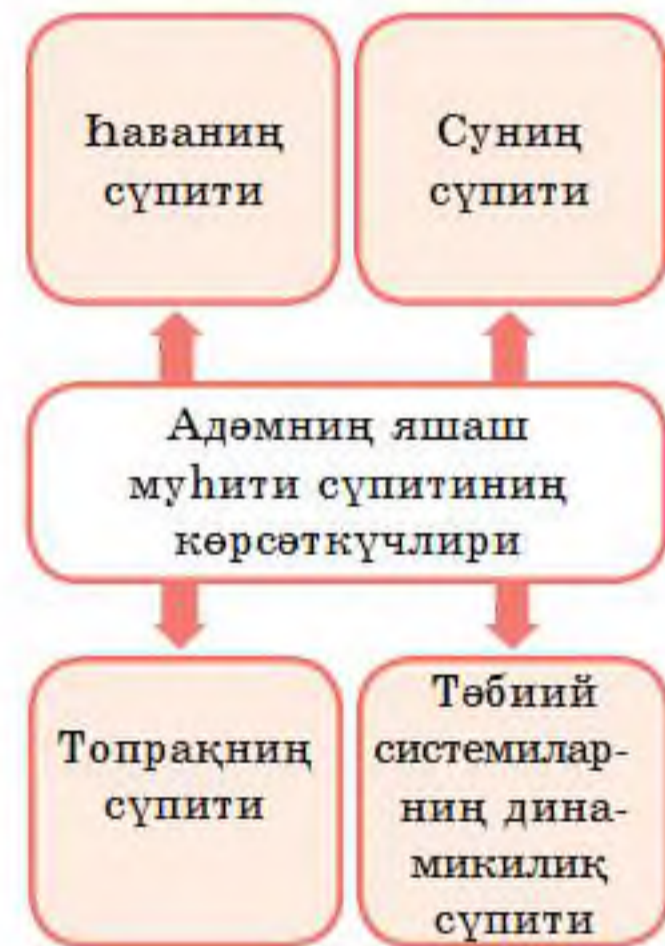 Һаваниң
сүпити
Суниң
сүпити
Адәмниң яшаш
муһити сүпитиниң
көрсәткүчлири
Топрақниң
сүпити
Тәбиий
системилар-
ниң дина-
микилиқ
сүпити